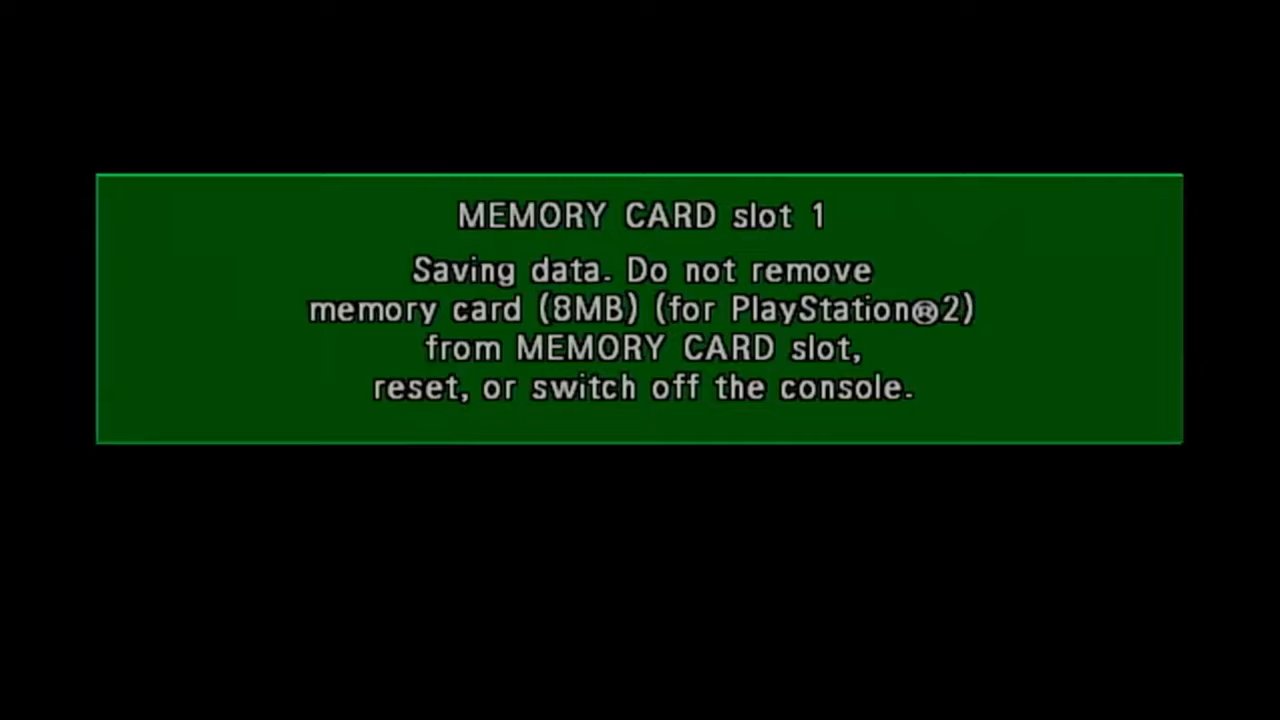 MEMORY CARD slot 1
Saving data. Do not remove
memory card (8MB) (for PlayStation®2)
from MEMORY CARD slot,
reset, or switch off the console.